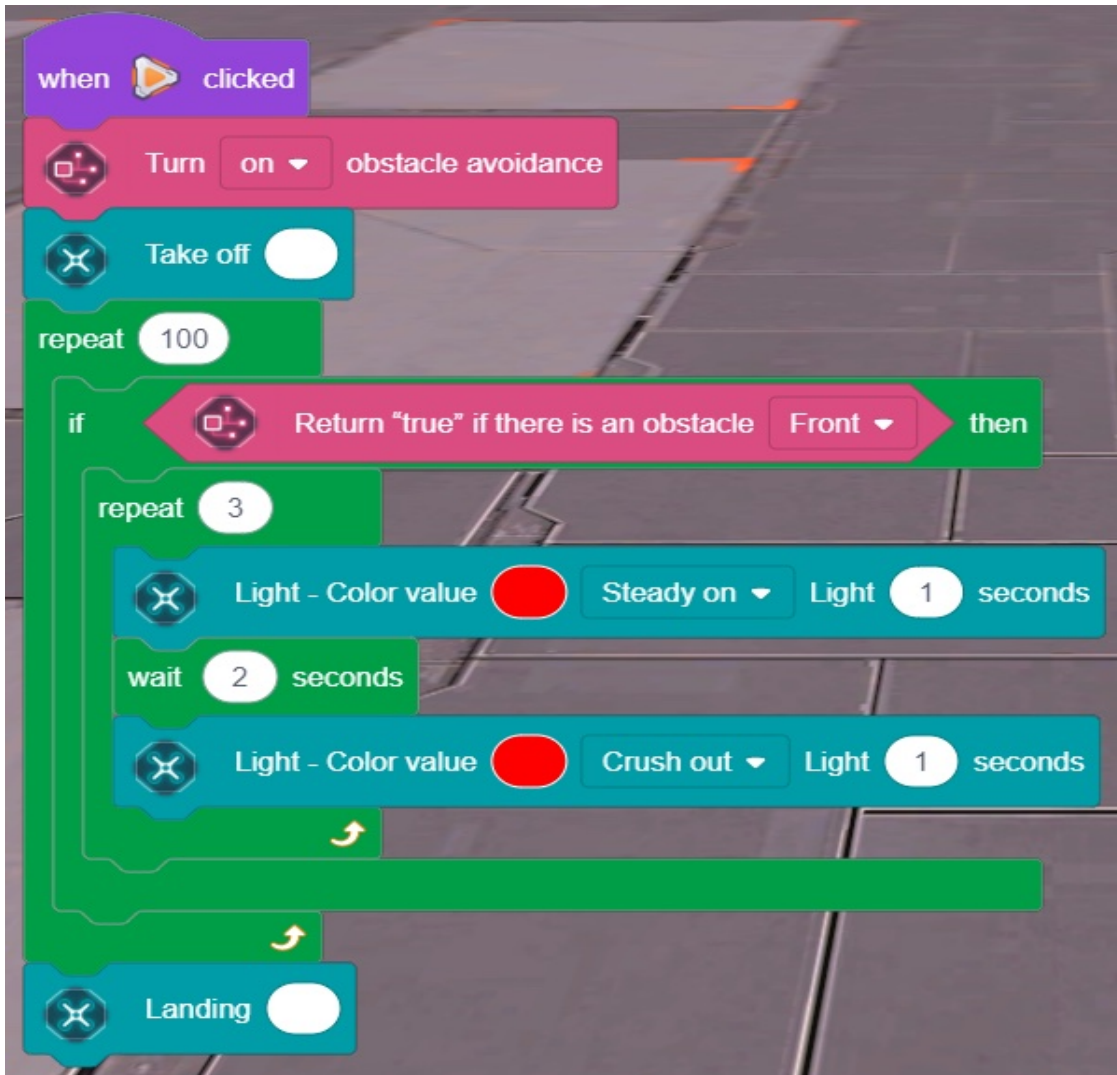 when clicked
Turn on obstacle avoidance
Take off
repeat 100
if Return “true” if there is an obstacle Front then
repeat 3
Light - Color value Steady on Light 1 seconds
wait 2 seconds
Light - Color value Crush out Light 1 seconds
Landing